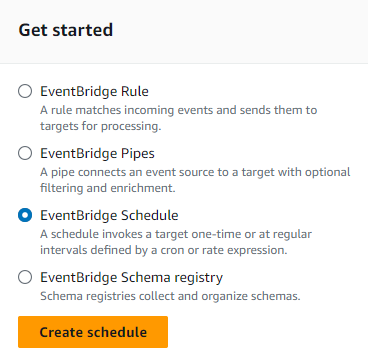 Get started
EventBridge Rule
A rule matches incoming events and sends them to
targets for processing.
EventBridge Pipes
A pipe connects an event source to a target with optional
filtering and enrichment.
EventBridge Schedule
A schedule invokes a target one-time or at regular
intervals defined by a cron or rate expression.
EventBridge Schema registry
Schema registries collect and organize schemas.
Create schedule